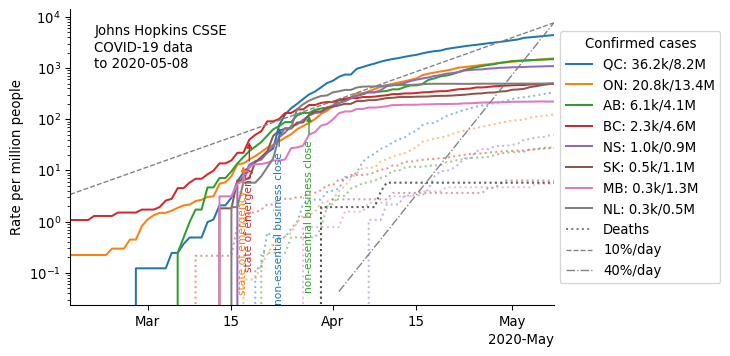 Johns Hopkins CSSE
COVID-19 data
to 2020-05-08
Rate per million people
10⁴
10³
10²
10¹
10⁰
10⁻¹
state of emergency
state of emergency
non-essential business close
non-essential business close
Mar
15
Apr
15
May
2020-May
Confirmed cases
QC: 36.2k/8.2M
ON: 20.8k/13.4M
AB: 6.1k/4.1M
BC: 2.3k/4.6M
NS: 1.0k/0.9M
SK: 0.5k/1.1M
MB: 0.3k/1.3M
NL: 0.3k/0.5M
Deaths
10%/day
40%/day